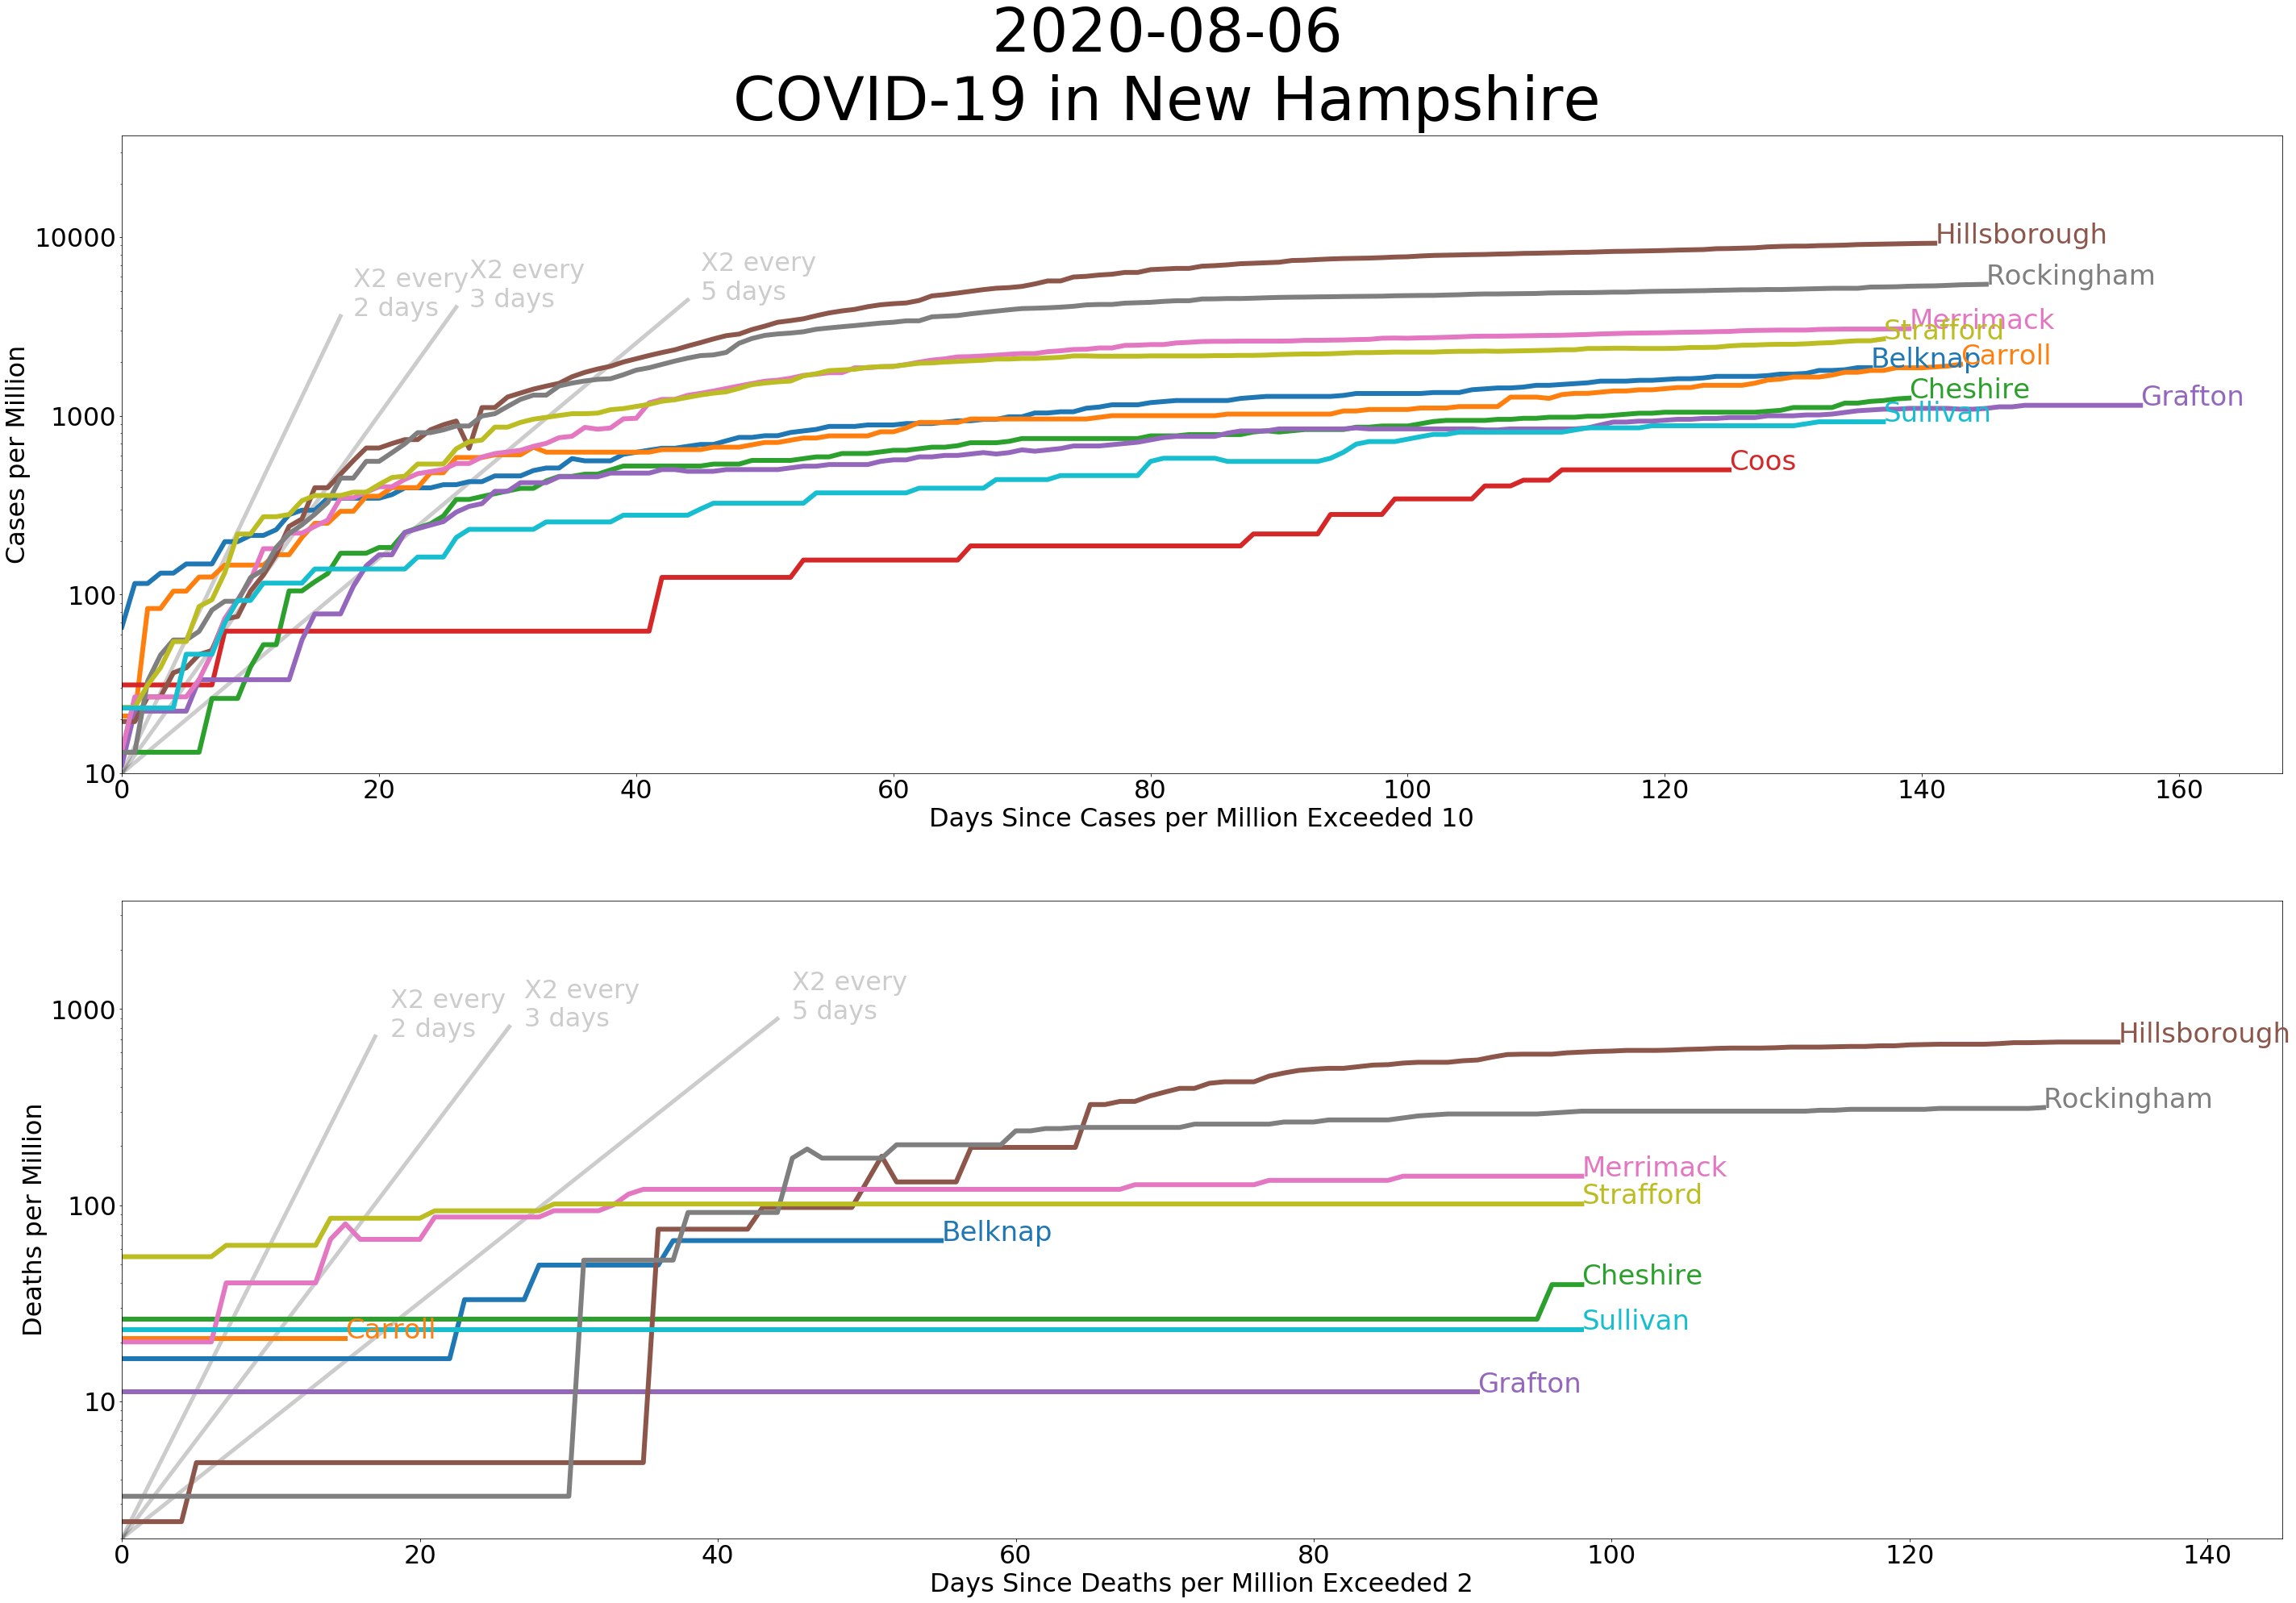 2020-08-06
COVID-19 in New Hampshire
Cases per Million
10000
1000
100
10
X2 every
2 days
X2 every
3 days
X2 every
5 days
Hillsborough
Rockingham
Merrimack
Strafford
Carroll
Belknap
Cheshire
Grafton
Sullivan
Coos
0 20 40 60 80 100 120 140 160
Days Since Cases per Million Exceeded 10
Deaths per Million
1000
100
10
X2 every
2 days
X2 every
3 days
X2 every
5 days
Hillsborough
Rockingham
Merrimack
Strafford
Belknap
Cheshire
Sullivan
Carroll
Grafton
0 20 40 60 80 100 120 140
Days Since Deaths per Million Exceeded 2